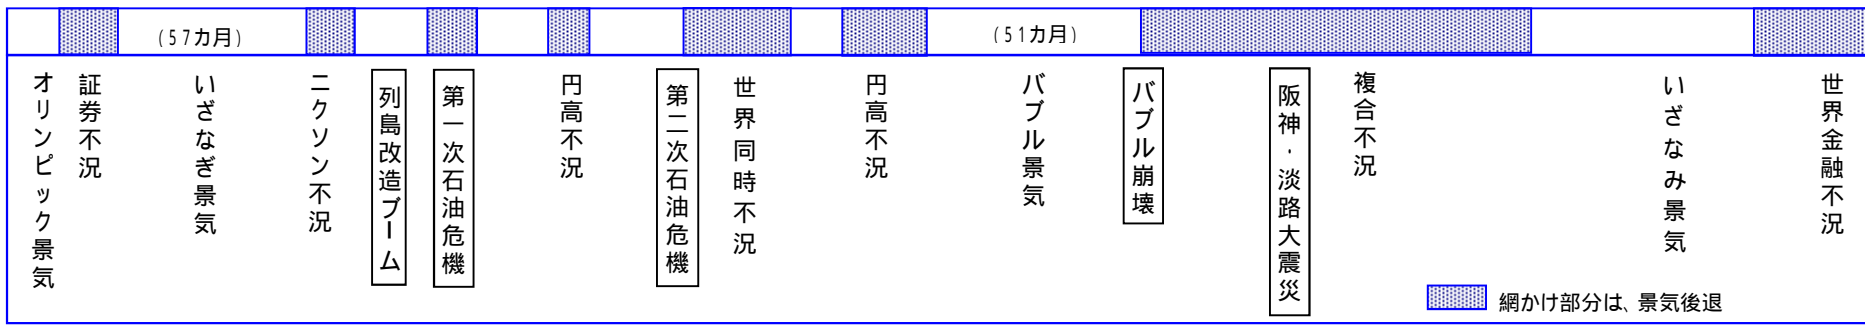 (57カ月)
(51カ月)
オリンピック景気
証券不況
いざなぎ景気
ニクソン不況
列島改造ブーム
第一次石油危機
円高不況
第二次石油危機
世界同時不況
円高不況
バブル景気
バブル崩壊
阪神・淡路大震災
複合不況
いざなみ景気
世界金融不況
網かけ部分は、景気後退